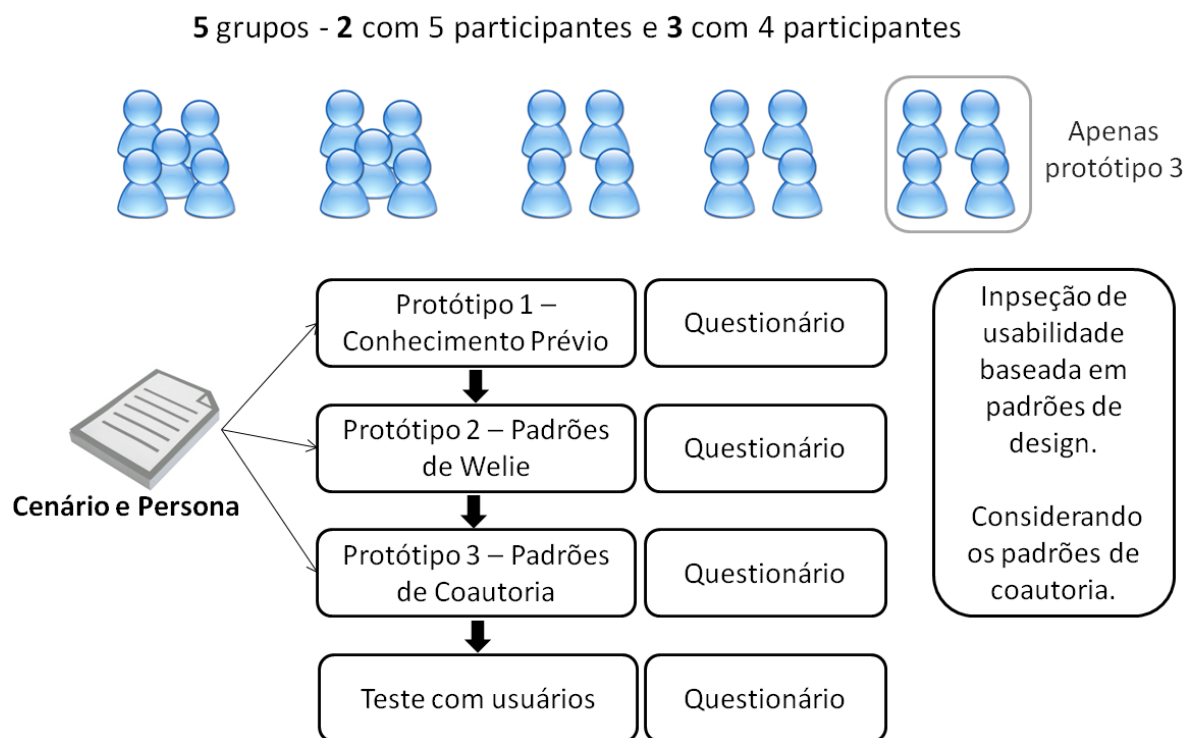 5 grupos - 2 com 5 participantes e 3 com 4 participantes
Apenas
protótipo 3
Protótipo 1 –
Conhecimento Prévio
Questionário
Protótipo 2 – Padrões
de Welie
Questionário
Protótipo 3 – Padrões
de Coautoria
Questionário
Teste com usuários
Questionário
Cenário e Persona
Inpseção de
usabilidade
baseada em
padrões de
design.
Considerando
os padrões de
coautoria.